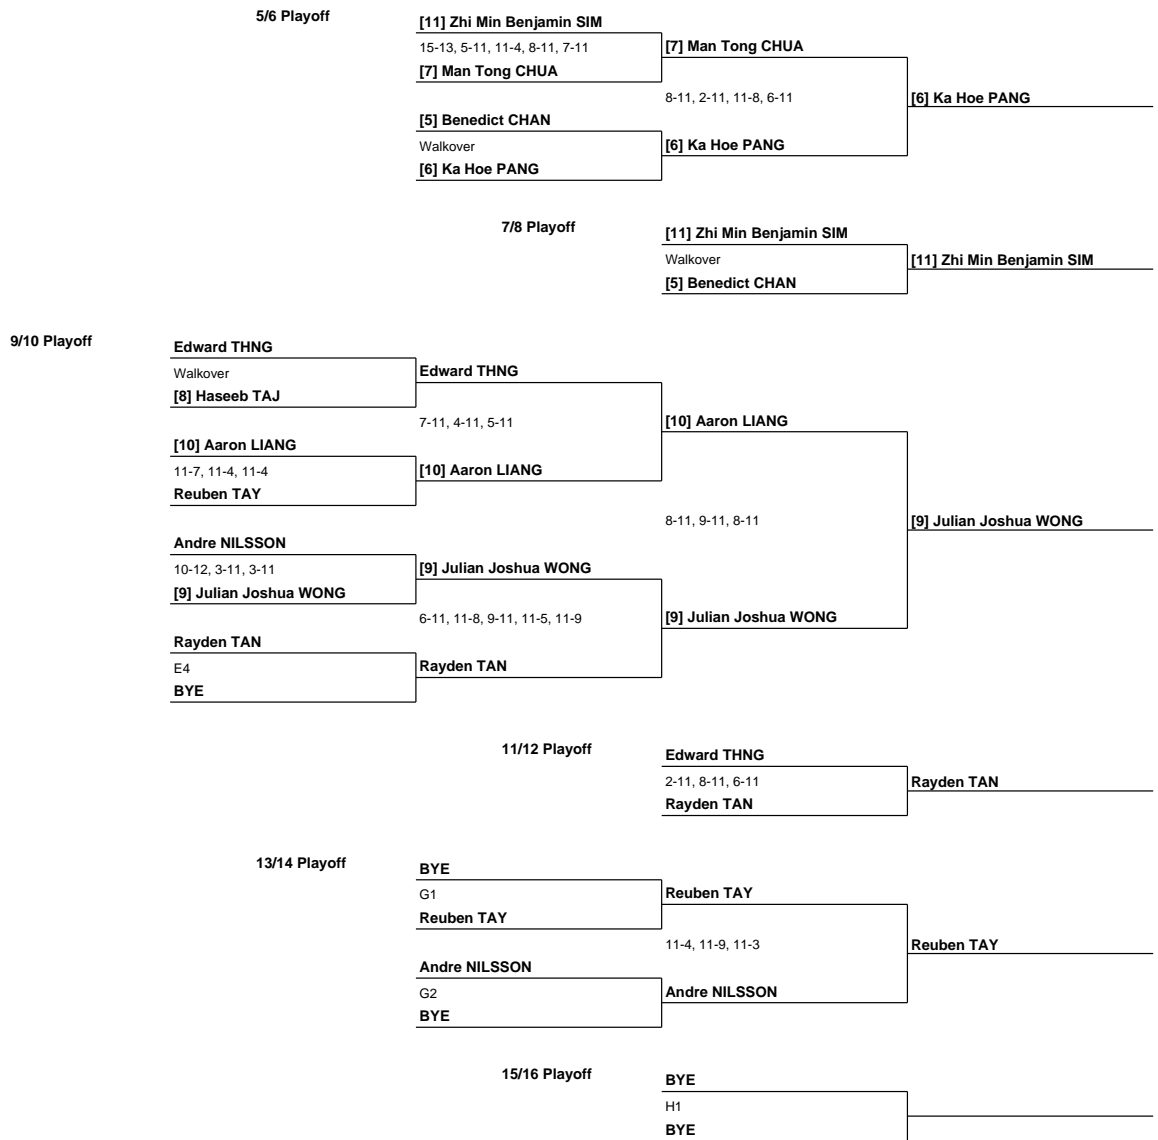 5/6 Playoff
[11] Zhi Min Benjamin SIM
15-13, 5-11, 11-4, 8-11, 7-11
[7] Man Tong CHUA
[7] Man Tong CHUA
8-11, 2-11, 11-8, 6-11
[6] Ka Hoe PANG
[5] Benedict CHAN
Walkover
[6] Ka Hoe PANG
[6] Ka Hoe PANG
7/8 Playoff
[11] Zhi Min Benjamin SIM
Walkover
[11] Zhi Min Benjamin SIM
[5] Benedict CHAN
9/10 Playoff
Edward THNG
Walkover
Edward THNG
[8] Haseeb TAJ
7-11, 4-11, 5-11
[10] Aaron LIANG
[10] Aaron LIANG
11-7, 11-4, 11-4
[10] Aaron LIANG
Reuben TAY
8-11, 9-11, 8-11
[9] Julian Joshua WONG
Andre NILSSON
10-12, 3-11, 3-11
[9] Julian Joshua WONG
[9] Julian Joshua WONG
6-11, 11-8, 9-11, 11-5, 11-9
[9] Julian Joshua WONG
Rayden TAN
E4
Rayden TAN
BYE
11/12 Playoff
Edward THNG
2-11, 8-11, 6-11
Rayden TAN
Rayden TAN
13/14 Playoff
BYE
G1
Reuben TAY
Reuben TAY
11-4, 11-9, 11-3
Reuben TAY
Andre NILSSON
G2
Andre NILSSON
BYE
15/16 Playoff
BYE
H1
BYE